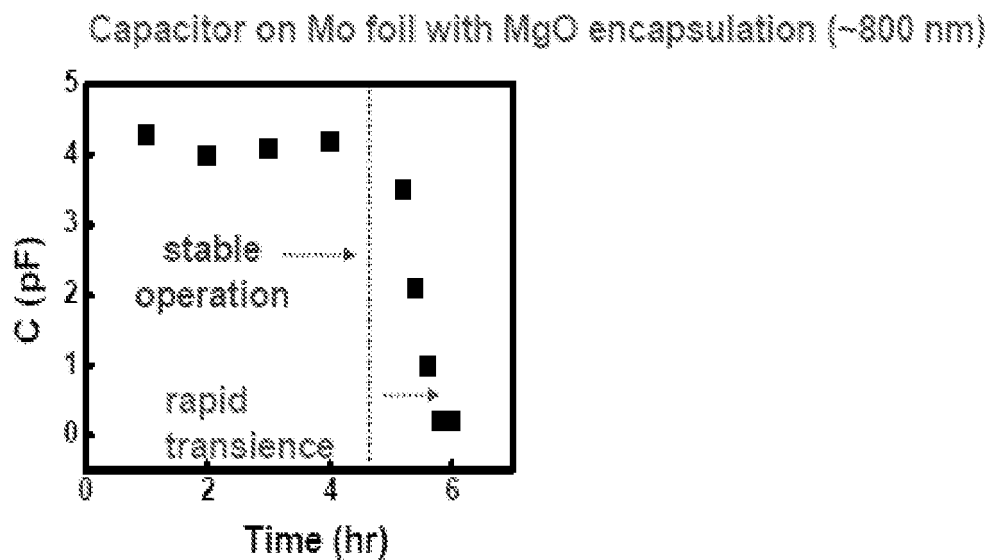 Capacitor on Mo foil with MgO encapsulation (~800 nm)
5
4
3
2
1
0
C (pF)
stable
operation
rapid
transience
0 2 4 6
Time (hr)